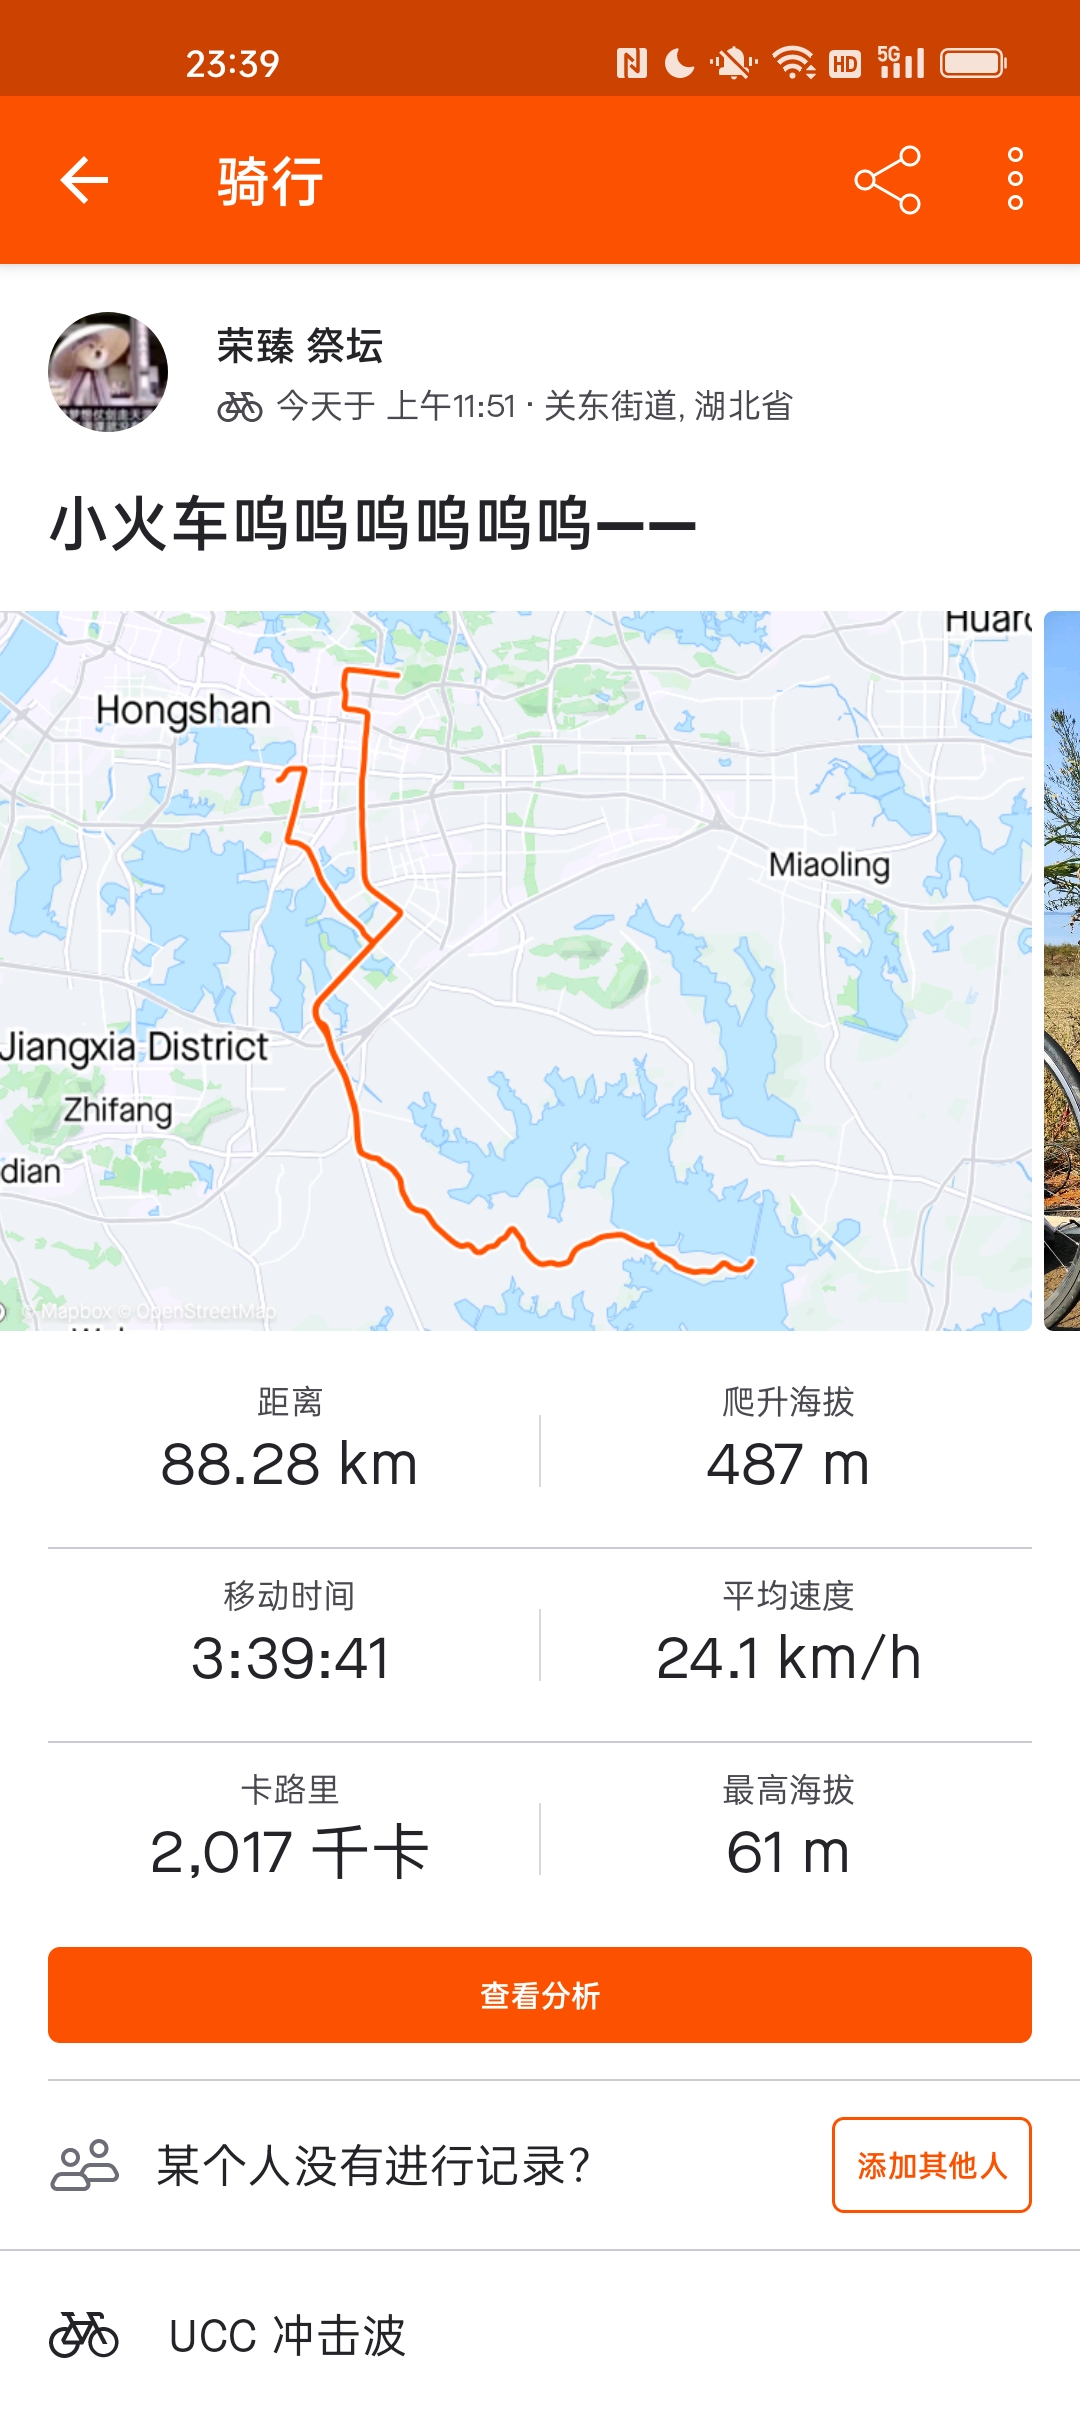 23:39
HD 5G
骑行
荣臻 祭坛
今天于 上午11:51 · 关东街道, 湖北省
小火车呜呜呜呜呜呜——
Hongshan
Miaoling
Jiangxia District
Zhifang
dian
© Mapbox © OpenStreetMap
距离
88.28 km
爬升海拔
487 m
移动时间
3:39:41
平均速度
24.1 km/h
卡路里
2,017 千卡
最高海拔
61 m
查看分析
某个人没有进行记录?
添加其他人
UCC 冲击波